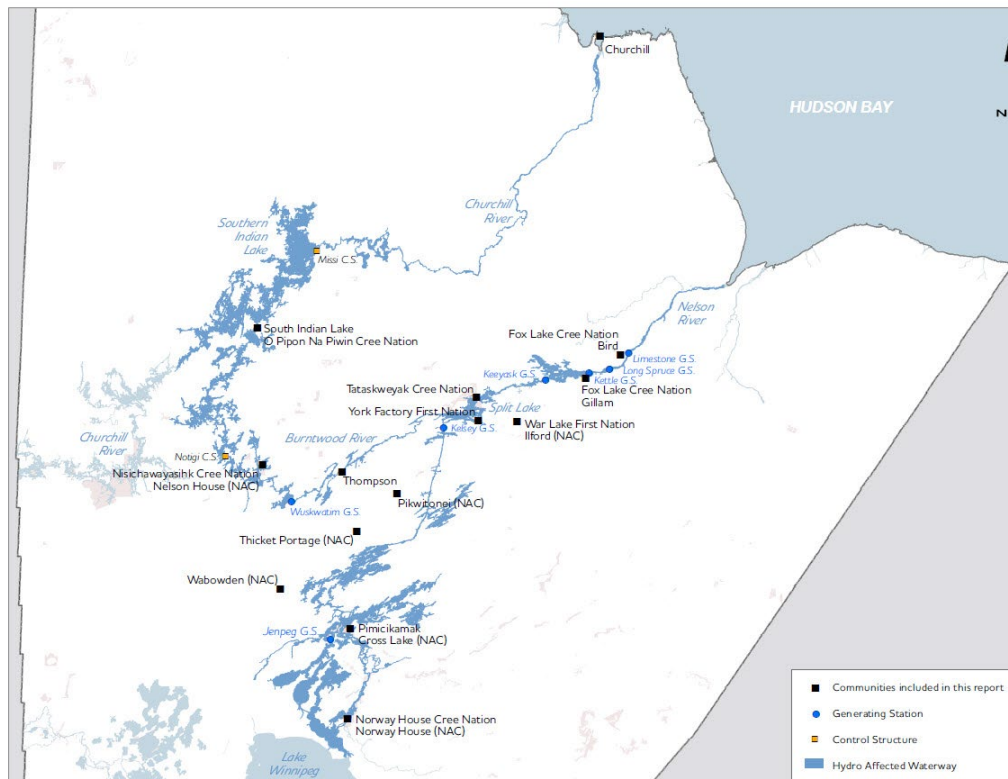 Churchill
HUDSON BAY
N
Churchill
River
Southern
Indian
Lake
Missi C.S.
Nelson
River
South Indian Lake
O Pipon Na Piwin Cree Nation
Fox Lake Cree Nation
Bird
Limestone G.S.
Long Spruce G.S.
Keeyask G.S.
Kettle G.S.
Fox Lake Cree Nation
Gillam
Tataskweyak Cree Nation
York Factory First Nation
Split Lake
War Lake First Nation
Ilford (NAC)
Kelsey G.S.
Burntwood River
Churchill
River
Notigi C.S.
Nisichawayasihk Cree Nation
Nelson House (NAC)
Thompson
Pikwitonei (NAC)
Wuskwatim G.S.
Thicket Portage (NAC)
Wabowden (NAC)
Jenpeg G.S.
Pimicikamak
Cross Lake (NAC)
Norway House Cree Nation
Norway House (NAC)
Lake
Winnipeg
Communities included in this report
Generating Station
Control Structure
Hydro Affected Waterway